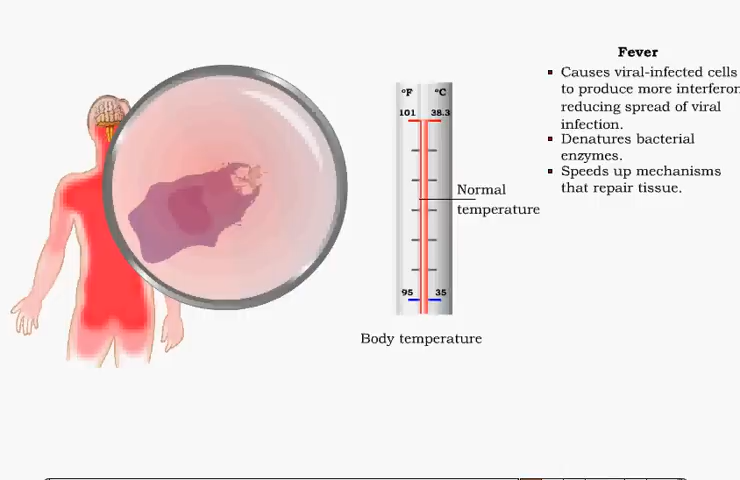 Fever
▪ Causes viral-infected cells
to produce more interferon
reducing spread of viral
infection.
▪ Denatures bacterial
enzymes.
▪ Speeds up mechanisms
that repair tissue.
°F °C
101 38.3
Normal
temperature
95 35
Body temperature